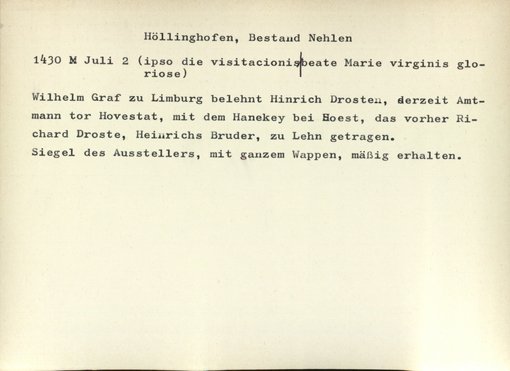 Höllinghofen, Bestand Nehlen
1430 M Juli 2 (ipso die visitacionis beate Marie virginis glo-
riose)
Wilhelm Graf zu Limburg belehnt Hinrich Drosten, derzeit Amt-
mann tor Hovestat, mit dem Hanekey bei Hoest, das vorher Ri-
chard Droste, Heinrichs Bruder, zu Lehn getragen.
Siegel des Ausstellers, mit ganzem Wappen, mäßig erhalten.